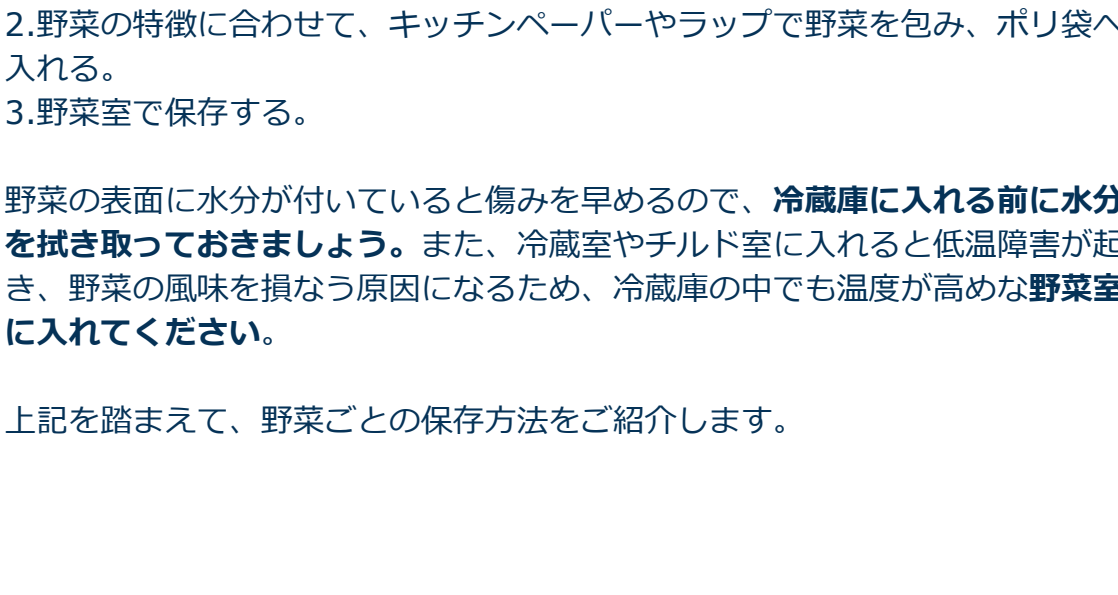 2.野菜の特徴に合わせて、キッチンペーパーやラップで野菜を包み、ポリ袋へ
入れる。
3.野菜室で保存する。
野菜の表面に水分が付いていると傷みを早めるので、冷蔵庫に入れる前に水分
を拭き取っておきましょう。また、冷蔵室やチルド室に入れると低温障害が起
き、野菜の風味を損なう原因になるため、冷蔵庫の中でも温度が高めな野菜室
に入れてください。
上記を踏まえて、野菜ごとの保存方法をご紹介します。